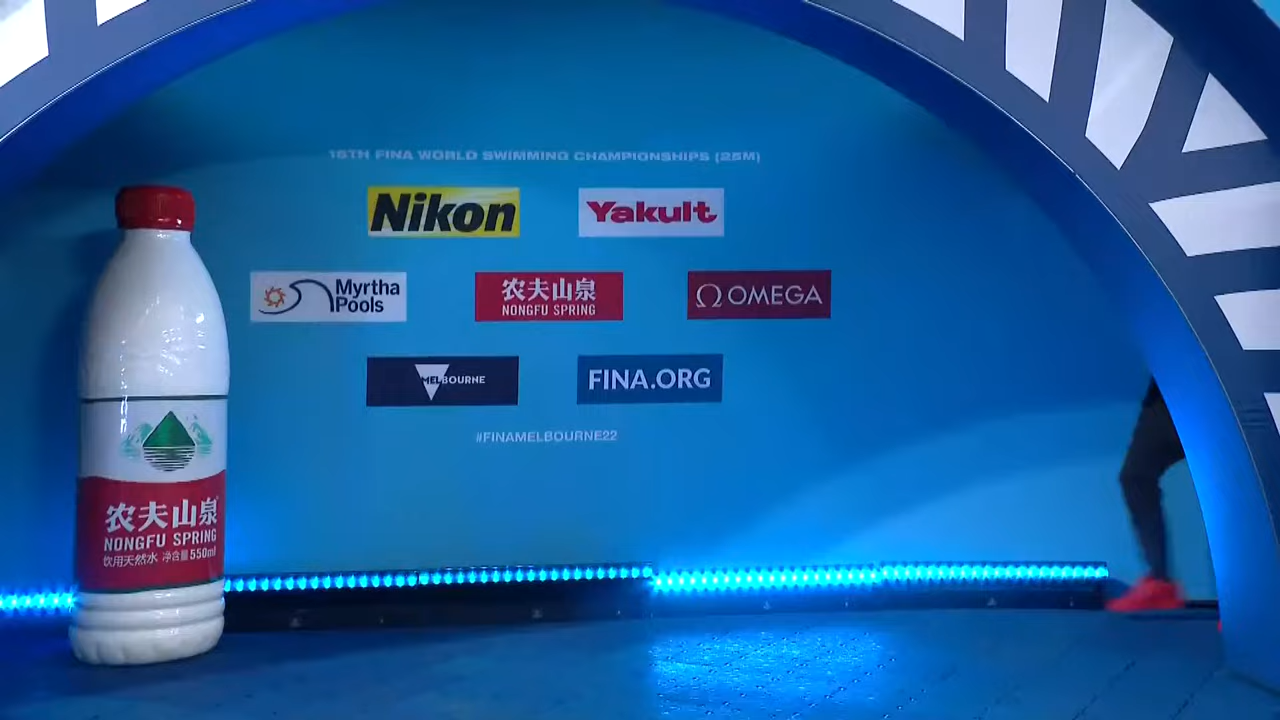 16TH FINA WORLD SWIMMING CHAMPIONSHIPS (25M)
Nikon
Yakult
Myrtha
Pools
农夫山泉
NONGFU SPRING
Ω OMEGA
MELBOURNE
FINA.ORG
#FINAMELBOURNE22
农夫山泉
NONGFU SPRING
饮用天然水 净含量550ml